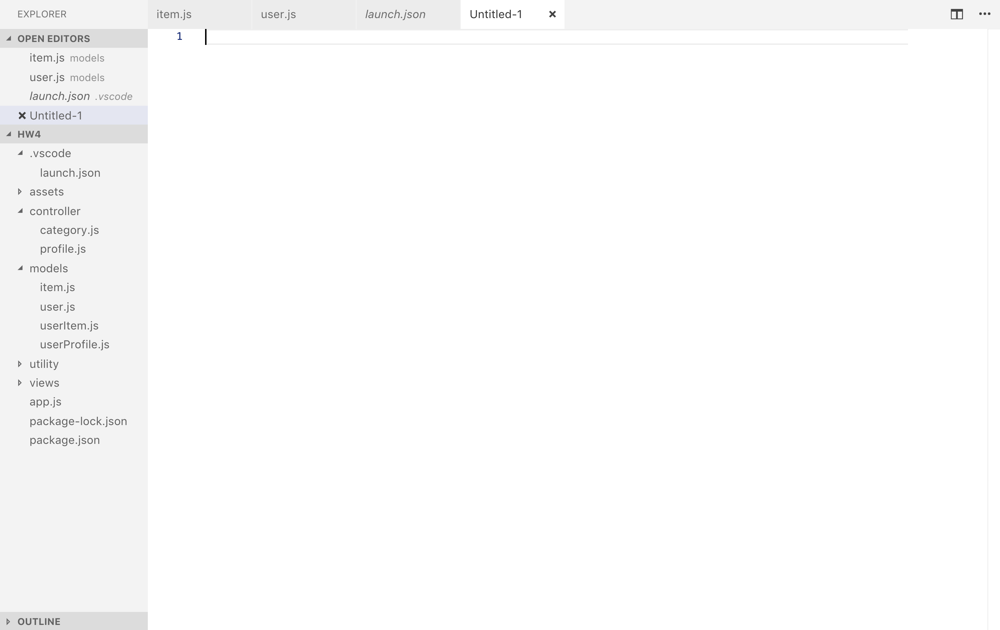 EXPLORER
item.js user.js launch.json Untitled-1
OPEN EDITORS
item.js models
user.js models
launch.json .vscode
Untitled-1
HW4
.vscode
launch.json
assets
controller
category.js
profile.js
models
item.js
user.js
userItem.js
userProfile.js
utility
views
app.js
package-lock.json
package.json
OUTLINE
1